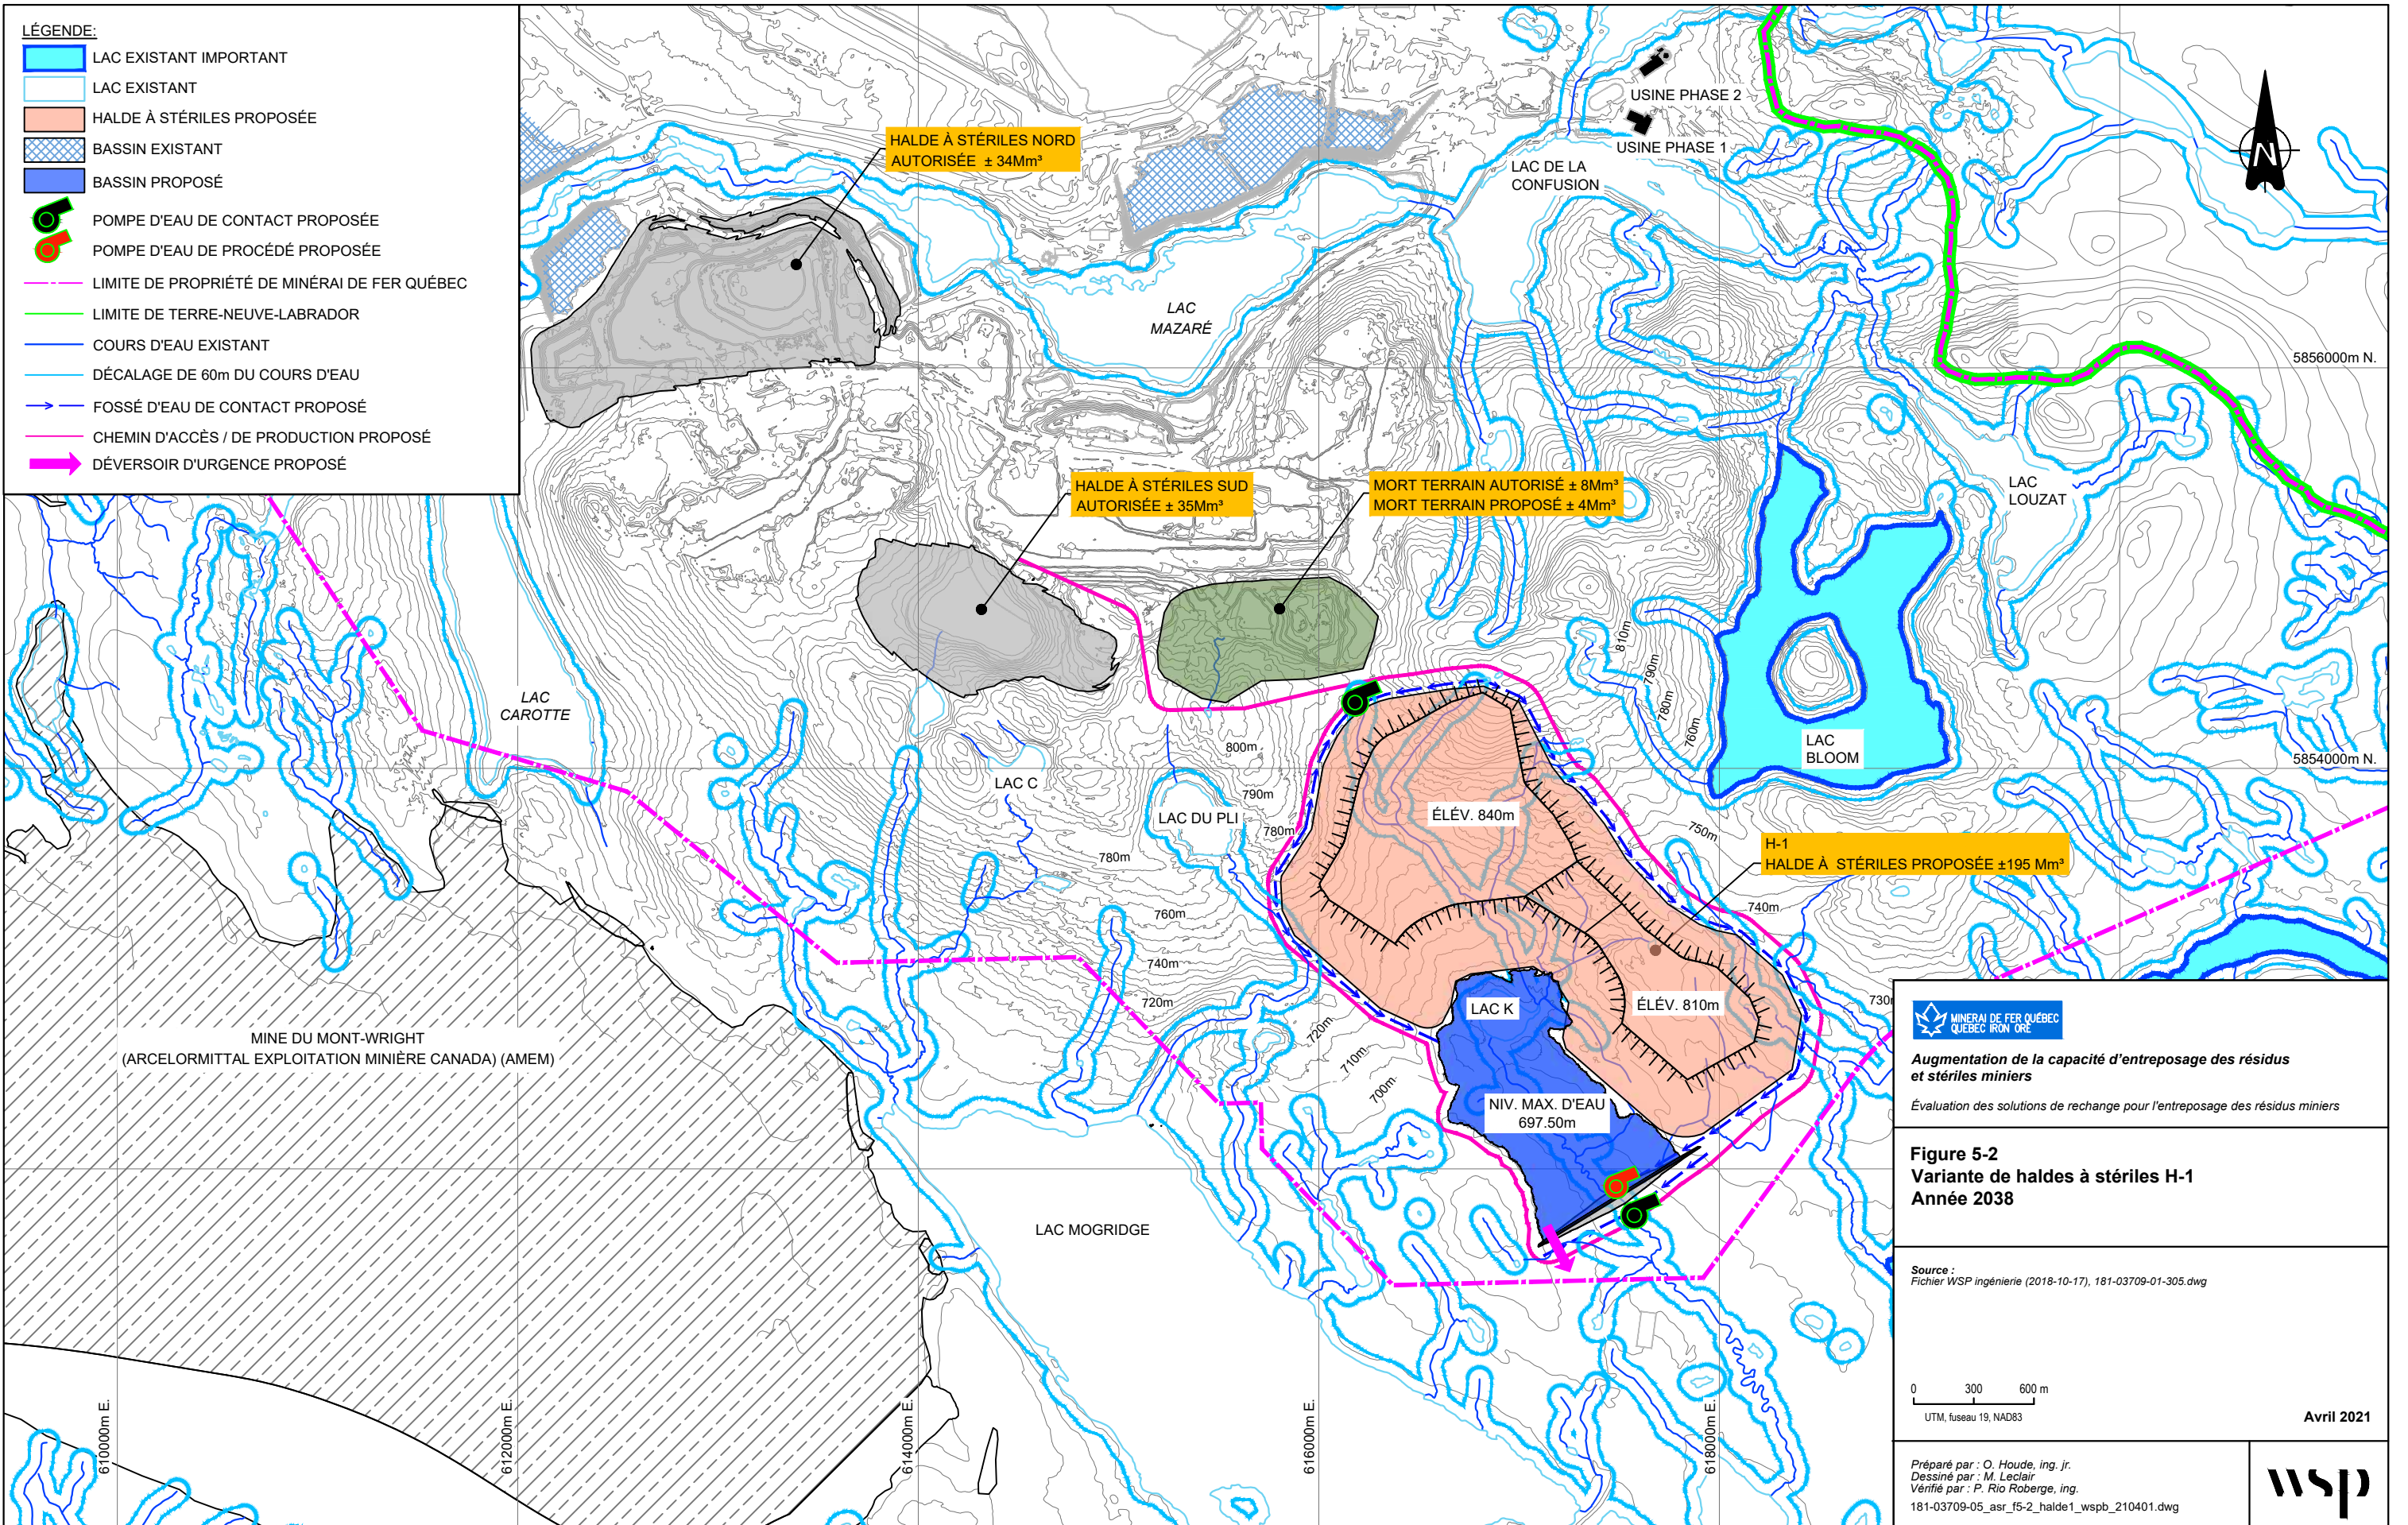 LÉGENDE:
LAC EXISTANT IMPORTANT
LAC EXISTANT
HALDE À STÉRILES PROPOSÉE
BASSIN EXISTANT
BASSIN PROPOSÉ
POMPE D'EAU DE CONTACT PROPOSÉE
POMPE D'EAU DE PROCÉDÉ PROPOSÉE
LIMITE DE PROPRIÉTÉ DE MINÉRAI DE FER QUÉBEC
LIMITE DE TERRE-NEUVE-LABRADOR
COURS D'EAU EXISTANT
DÉCALAGE DE 60m DU COURS D'EAU
FOSSÉ D'EAU DE CONTACT PROPOSÉ
CHEMIN D'ACCÈS / DE PRODUCTION PROPOSÉ
DÉVERSOIR D'URGENCE PROPOSÉ
HALDE À STÉRILES NORD
AUTORISÉE ± 34Mm³
USINE PHASE 2
USINE PHASE 1
LAC DE LA
CONFUSION
N
LAC
MAZARÉ
5856000m N.
HALDE À STÉRILES SUD
AUTORISÉE ± 35Mm³
MORT TERRAIN AUTORISÉ ± 8Mm³
MORT TERRAIN PROPOSÉ ± 4Mm³
LAC
LOUZAT
810m
790m
780m
760m
LAC
CAROTTE
LAC
BLOOM
5854000m N.
800m
LAC C
790m
LAC DU PLI
780m
780m
ÉLÉV. 840m
750m
H-1
HALDE À STÉRILES PROPOSÉE ±195 Mm³
740m
760m
740m
720m
730m
LAC K
ÉLÉV. 810m
720m
710m
700m
NIV. MAX. D'EAU
697.50m
MINE DU MONT-WRIGHT
(ARCELORMITTAL EXPLOITATION MINIÈRE CANADA) (AMEM)
LAC MOGRIDGE
610000m E.
612000m E.
614000m E.
616000m E.
618000m E.
MINERAI DE FER QUÉBEC
QUEBEC IRON ORE
Augmentation de la capacité d'entreposage des résidus
et stériles miniers
Évaluation des solutions de rechange pour l'entreposage des résidus miniers
Figure 5-2
Variante de haldes à stériles H-1
Année 2038
Source :
Fichier WSP ingénierie (2018-10-17), 181-03709-01-305.dwg
0 300 600 m
UTM, fuseau 19, NAD83
Avril 2021
Préparé par : O. Houde, ing. jr.
Dessiné par : M. Leclair
Vérifié par : P. Rio Roberge, ing.
181-03709-05_asr_f5-2_halde1_wspb_210401.dwg
wsp